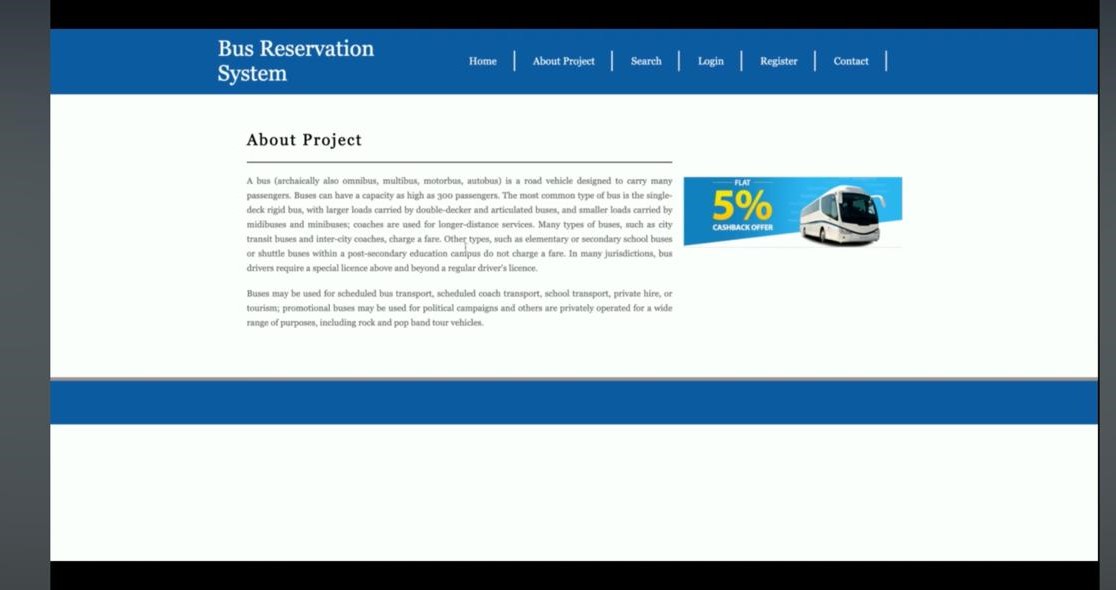 Bus Reservation
System
Home
About Project
Search
Login
Register
Contact
About Project
A bus (archaically also omnibus, multibus, motorbus, autobus) is a road vehicle designed to carry many
passengers. Buses can have a capacity as high as 300 passengers. The most common type of bus is the single-
deck rigid bus, with larger loads carried by double-decker and articulated buses, and smaller loads carried by
midibuses and minibuses; coaches are used for longer-distance services. Many types of buses, such as city
transit buses and inter-city coaches, charge a fare. Other types, such as elementary or secondary school buses
or shuttle buses within a post-secondary education campus do not charge a fare. In many jurisdictions, bus
drivers require a special licence above and beyond a regular driver's licence.
Buses may be used for scheduled bus transport, scheduled coach transport, school transport, private hire, or
tourism; promotional buses may be used for political campaigns and others are privately operated for a wide
range of purposes, including rock and pop band tour vehicles.
FLAT
5%
CASHBACK OFFER